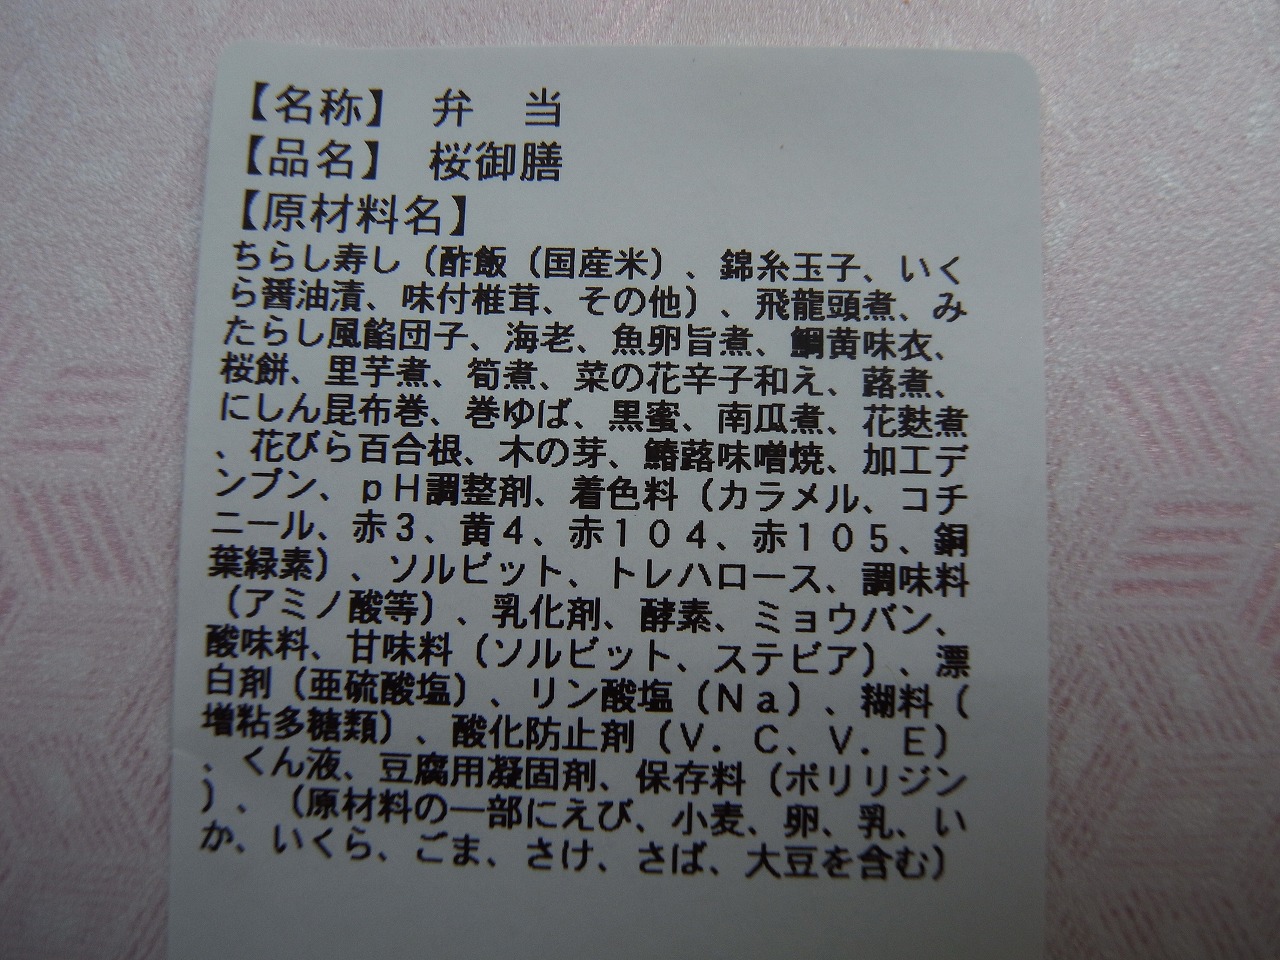 【名称】 弁 当
【品名】 桜御膳
【原材料名】
ちらし寿し（酢飯（国産米）、錦糸玉子、いく
ら醤油漬、味付椎茸、その他）、飛龍頭煮、み
たらし風餡団子、海老、魚卵旨煮、鯛黄味衣、
桜餅、里芋煮、筍煮、菜の花辛子和え、蕗煮、
にしん昆布巻、巻ゆば、黒蜜、南瓜煮、花麩煮
、花びら百合根、木の芽、鰆蕗味噌焼、加工デ
ンプン、ｐＨ調整剤、着色料（カラメル、コチ
ニール、赤３、黄４、赤１０４、赤１０５、銅
葉緑素）、ソルビット、トレハロース、調味料
（アミノ酸等）、乳化剤、酵素、ミョウバン、
酸味料、甘味料（ソルビット、ステビア）、漂
白剤（亜硫酸塩）、リン酸塩（Ｎａ）、糊料（
増粘多糖類）、酸化防止剤（Ｖ．Ｃ、Ｖ．Ｅ）
、くん液、豆腐用凝固剤、保存料（ポリリジン
）、（原材料の一部にえび、小麦、卵、乳、い
か、いくら、ごま、さけ、さば、大豆を含む）